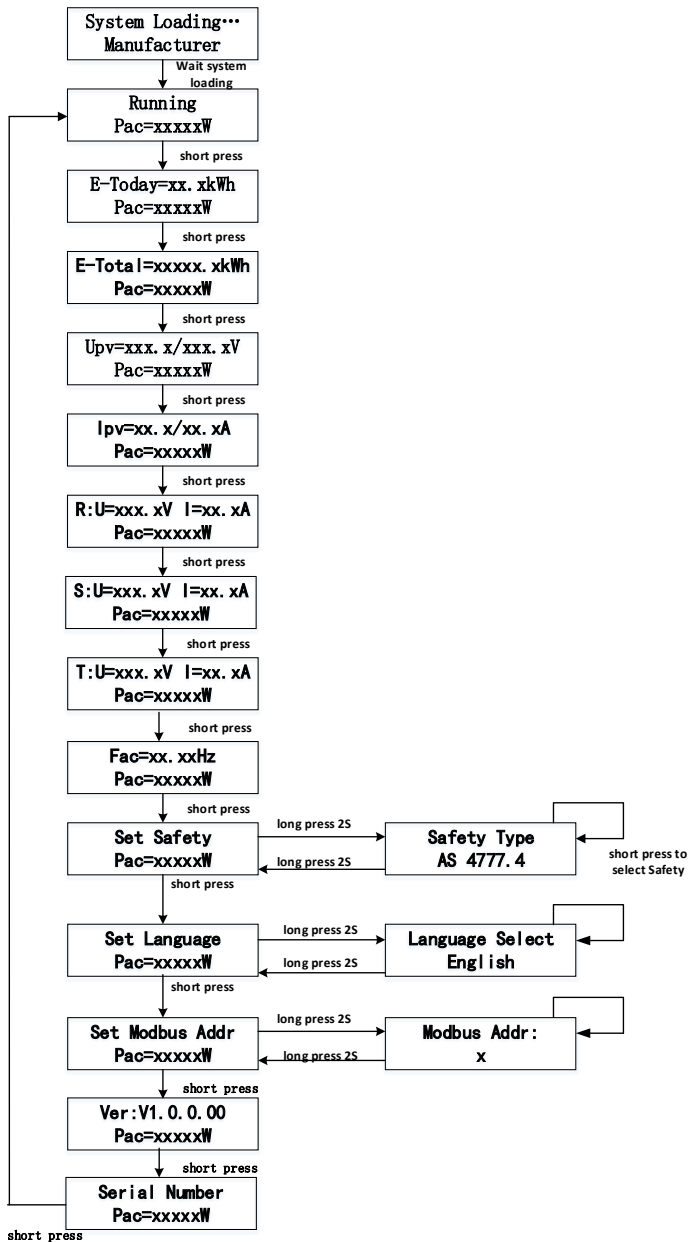 System Loading⋯
Manufacturer
Wait system
loading
Running
Pac=xxxxxW
short press
E-Today=xx.xkWh
Pac=xxxxxW
short press
E-Total=xxxxx.xkWh
Pac=xxxxxW
short press
Upv=xxx.x/xxx.xV
Pac=xxxxxW
short press
Ipv=xx.x/xx.xA
Pac=xxxxxW
short press
R:U=xxx.xV I=xx.xA
Pac=xxxxxW
short press
S:U=xxx.xV I=xx.xA
Pac=xxxxxW
short press
T:U=xxx.xV I=xx.xA
Pac=xxxxxW
short press
Fac=xx.xxHz
Pac=xxxxxW
short press
Set Safety
Pac=xxxxxW
long press 2S
long press 2S
Safety Type
AS 4777.4
short press to
select Safety
short press
Set Language
Pac=xxxxxW
long press 2S
long press 2S
Language Select
English
short press
Set Modbus Addr
Pac=xxxxxW
long press 2S
long press 2S
Modbus Addr:
x
short press
Ver:V1.0.0.00
Pac=xxxxxW
short press
Serial Number
Pac=xxxxxW
short press